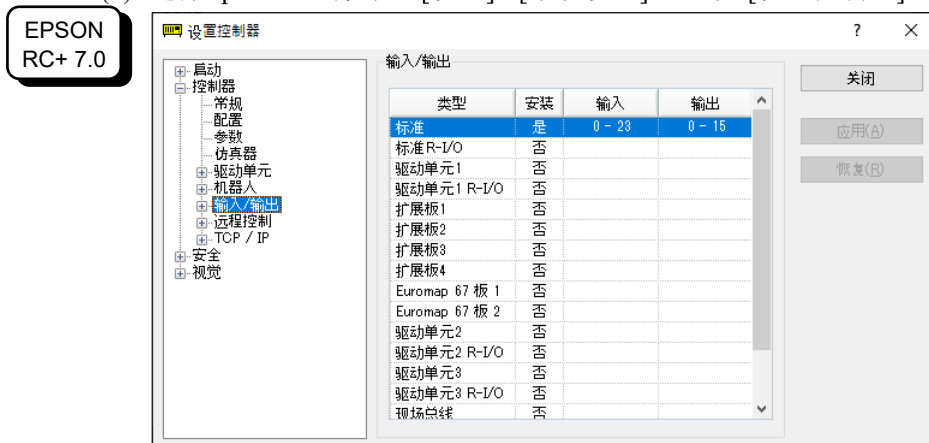 EPSON
RC+ 7.0
设置控制器
?
启动
控制器
常规
配置
参数
仿真器
驱动单元
机器人
输入/输出
远程控制
TCP / IP
安全
视觉
输入/输出
类型 安装 输入 输出
标准 是 0 - 23 0 - 15
标准R-I/O 否
驱动单元1 否
驱动单元1 R-I/O 否
扩展板1 否
扩展板2 否
扩展板3 否
扩展板4 否
Euromap 67 板 1 否
Euromap 67 板 2 否
驱动单元2 否
驱动单元2 R-I/O 否
驱动单元3 否
驱动单元3 R-I/O 否
现场总线 否
关闭
应用(A)
恢复(R)